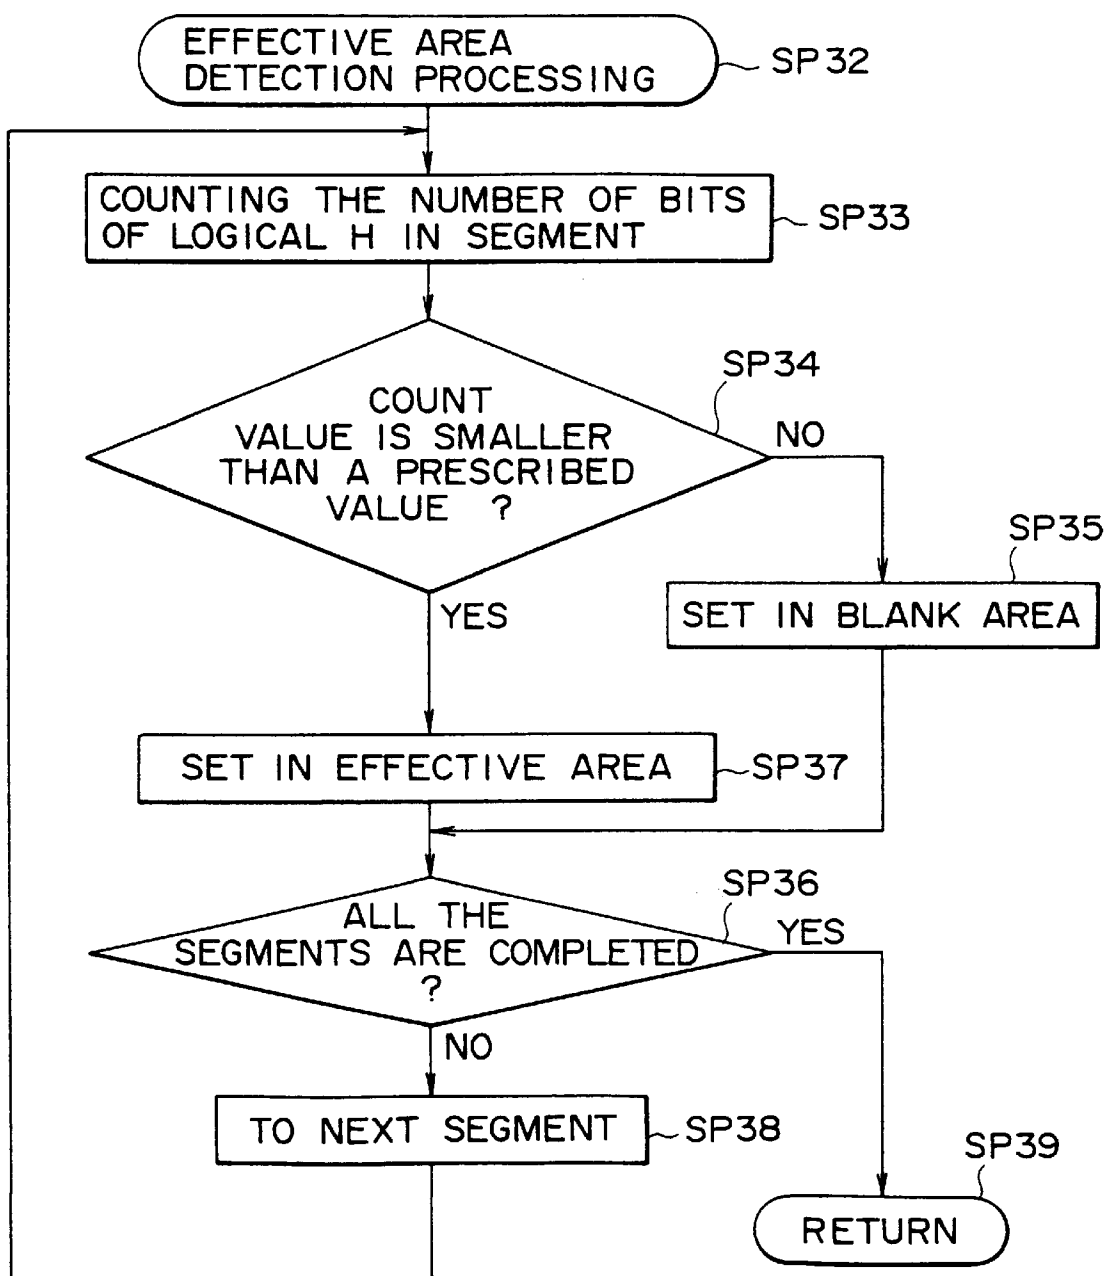 EFFECTIVE AREA
DETECTION PROCESSING
SP32
COUNTING THE NUMBER OF BITS
OF LOGICAL H IN SEGMENT
SP33
SP34
COUNT
VALUE IS SMALLER
THAN A PRESCRIBED
VALUE ?
NO
YES
SP35
SET IN BLANK AREA
SET IN EFFECTIVE AREA
SP37
SP36
ALL THE
SEGMENTS ARE COMPLETED
?
YES
NO
TO NEXT SEGMENT
SP38
SP39
RETURN